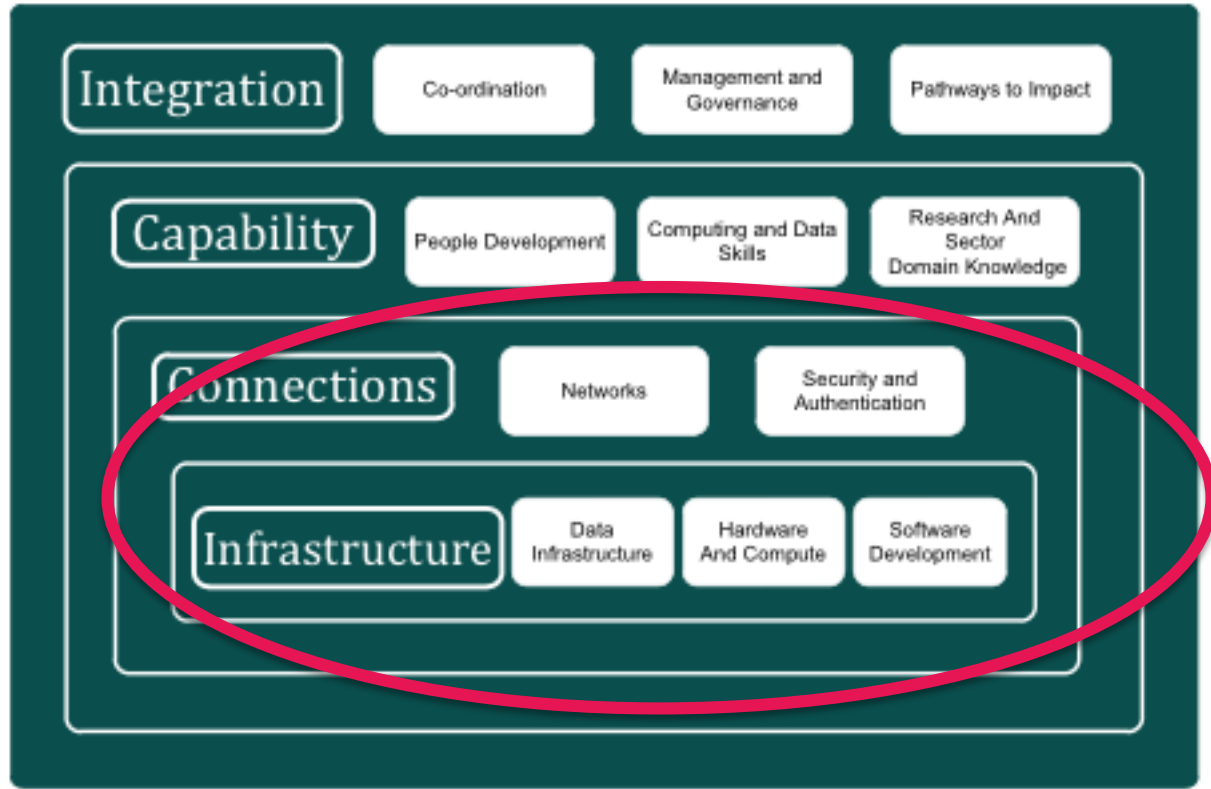 Integration
Co-ordination
Management and
Governance
Pathways to Impact
Capability
People Development
Computing and Data
Skills
Research And
Sector
Domain Knowledge
Connections
Networks
Security and
Authentication
Infrastructure
Data
Infrastructure
Hardware
And Compute
Software
Development